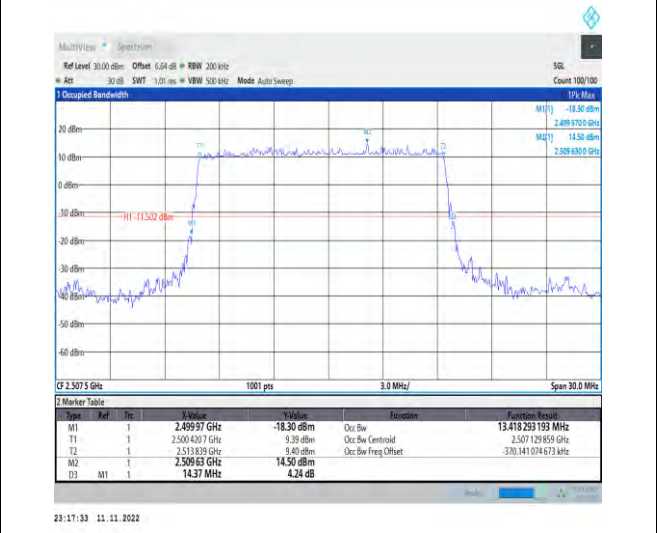 MultiView Spectrum
Ref Level 30.00 dBm Offset 6.64 dB RBW 200 kHz SGL
Att 30 dB SWT 1.01 ms VBW 500 kHz Mode Auto Sweep Count 100/100
1 Occupied Bandwidth 1Pk Max
M1[1] -18.30 dBm
2.499 970 0 GHz
20 dBm
M2[1] 14.50 dBm
2.509 630 0 GHz
M2
T1 T2
10 dBm
0 dBm
-10 dBm
H1 -11.502 dBm
M1 D3
-20 dBm
-30 dBm
-40 dBm
-50 dBm
-60 dBm
CF 2.507 5 GHz 1001 pts 3.0 MHz/ Span 30.0 MHz
2 Marker Table
Type Ref Trc X-Value Y-Value Function Function Result
M1 1 2.499 97 GHz -18.30 dBm Occ Bw 13.418 293 193 MHz
T1 1 2.500 420 7 GHz 9.39 dBm Occ Bw Centroid 2.507 129 859 GHz
T2 1 2.513 839 GHz 9.40 dBm Occ Bw Freq Offset -370.141 074 673 kHz
M2 1 2.509 63 GHz 14.50 dBm
D3 M1 1 14.37 MHz 4.24 dB
23:17:33 11.11.2022